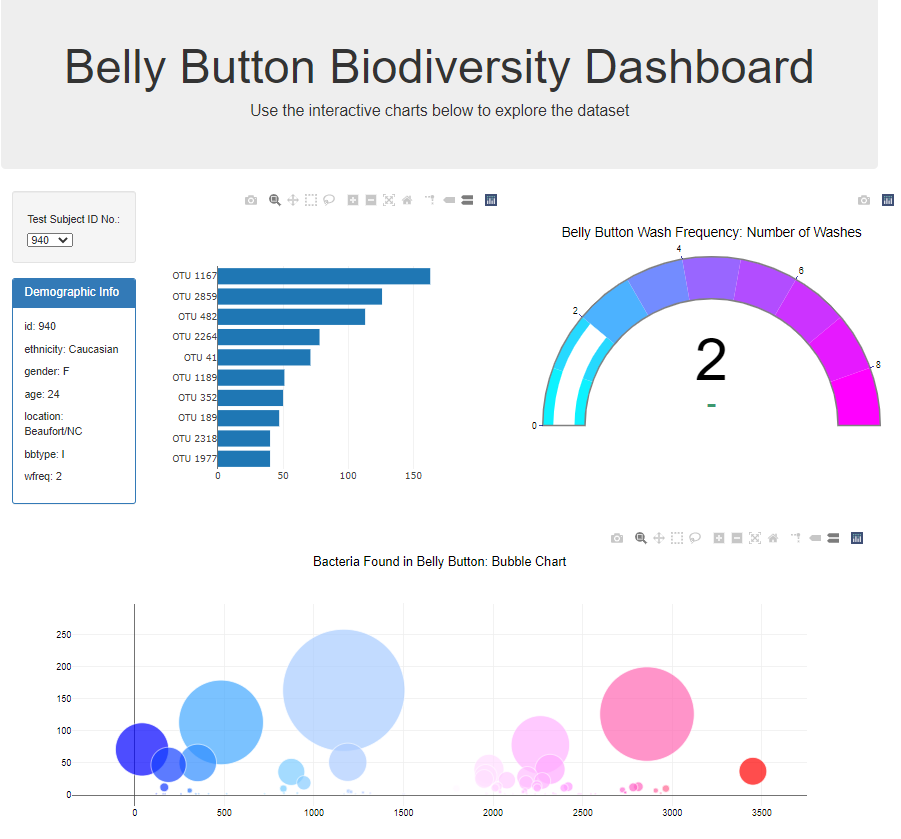 Belly Button Biodiversity Dashboard
Use the interactive charts below to explore the dataset
Test Subject ID No.:
940
Demographic Info
id: 940
ethnicity: Caucasian
gender: F
age: 24
location:
Beaufort/NC
bbtype: I
wfreq: 2
OTU 1167
OTU 2859
OTU 482
OTU 2264
OTU 41
OTU 1189
OTU 352
OTU 189
OTU 2318
OTU 1977
0 50 100 150
Belly Button Wash Frequency: Number of Washes
0
2
4
6
8
2
-
Bacteria Found in Belly Button: Bubble Chart
250
200
150
100
50
0
0 500 1000 1500 2000 2500 3000 3500